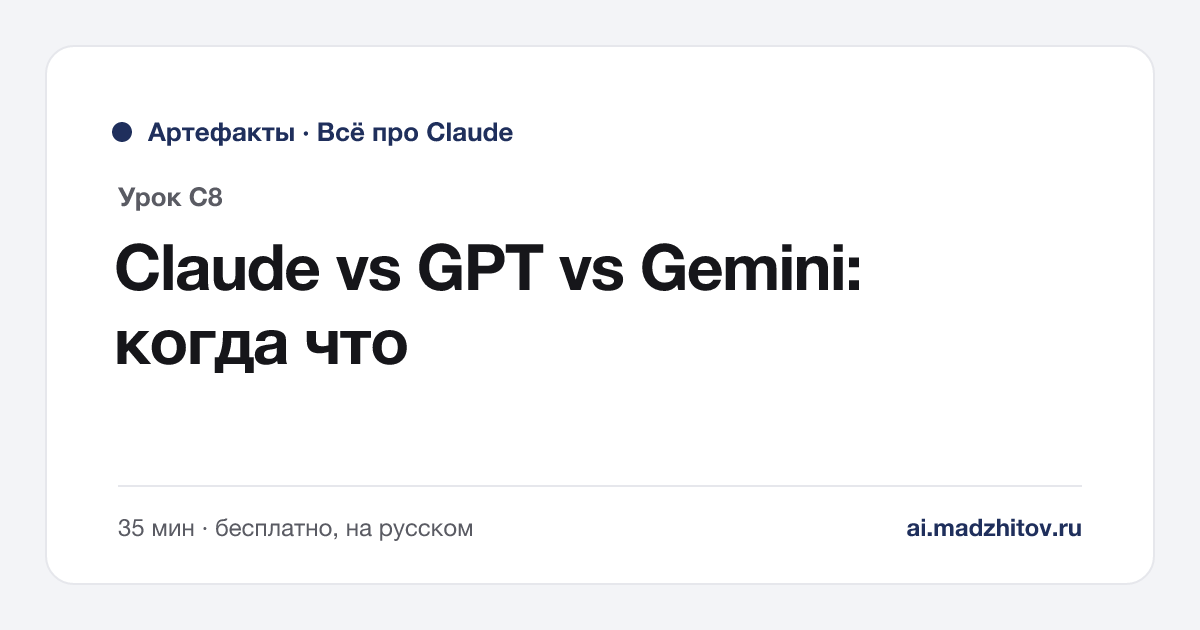 Артефакты · Всё про Claude
Урок C8
Claude vs GPT vs Gemini:
когда что
35 мин · бесплатно, на русском
ai.madzhitov.ru